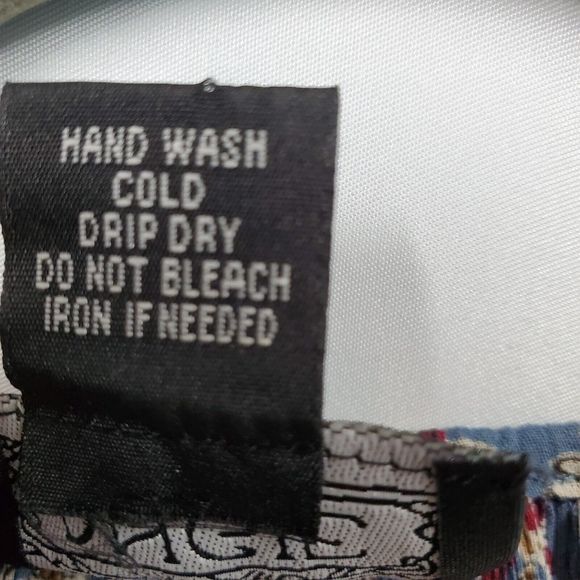 HAND WASH
COLD
DRIP DRY
DO NOT BLEACH
IRON IF NEEDED